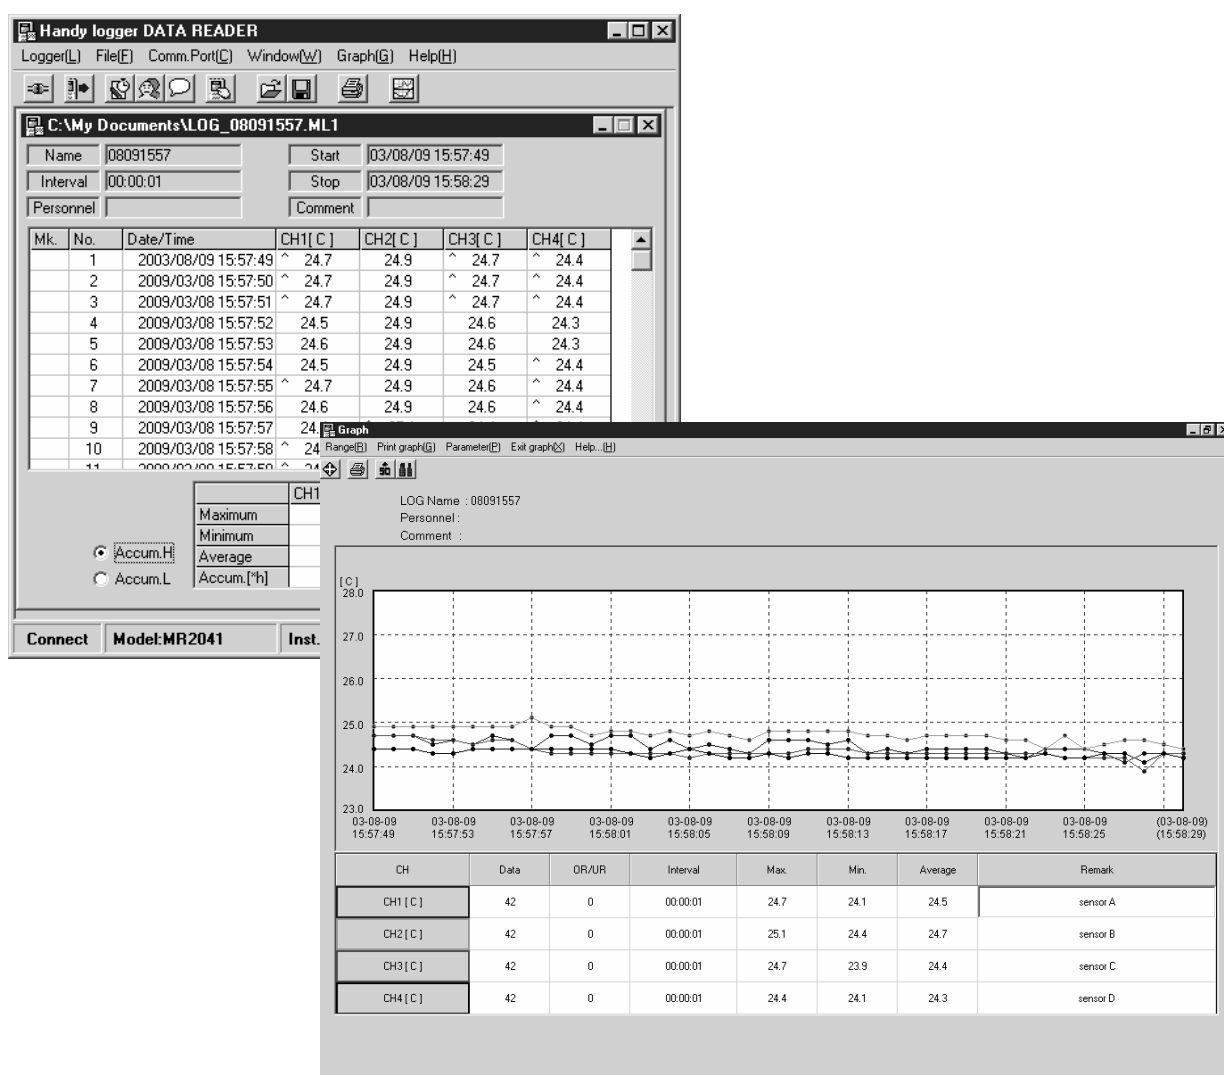 Handy logger DATA READER
Logger(L) File(F) Comm.Port(C) Window(W) Graph(G) Help(H)
C:\My Documents\LOG_08091557.ML1
Name 08091557 Start 03/08/09 15:57:49
Interval 00:00:01 Stop 03/08/09 15:58:29
Personnel Comment
Mk. No. Date/Time CH1[ C ] CH2[ C ] CH3[ C ] CH4[ C ]
1 2003/08/09 15:57:49 ^ 24.7 24.9 ^ 24.7 ^ 24.4
2 2009/03/08 15:57:50 ^ 24.7 24.9 ^ 24.7 ^ 24.4
3 2009/03/08 15:57:51 ^ 24.7 24.9 ^ 24.7 ^ 24.4
4 2009/03/08 15:57:52 24.5 24.9 24.6 24.3
5 2009/03/08 15:57:53 24.6 24.9 24.6 24.3
6 2009/03/08 15:57:54 24.5 24.9 24.5 ^ 24.4
7 2009/03/08 15:57:55 ^ 24.7 24.9 24.6 ^ 24.4
8 2009/03/08 15:57:56 24.6 24.9 24.6 ^ 24.4
9 2009/03/08 15:57:57 24.
10 2009/03/08 15:57:58 ^ 24
CH1
Maximum
Minimum
Accum.H Average
Accum.L Accum.[*h]
Connect Model:MR2041 Inst.
Graph
Range(R) Print graph(G) Parameter(P) Exit graph(X) Help...(H)
LOG Name : 08091557
Personnel :
Comment :
[ C ]
28.0
27.0
26.0
25.0
24.0
23.0
03-08-09 03-08-09 03-08-09 03-08-09 03-08-09 03-08-09 03-08-09 03-08-09 03-08-09 03-08-09 (03-08-09)
15:57:49 15:57:53 15:57:57 15:58:01 15:58:05 15:58:09 15:58:13 15:58:17 15:58:21 15:58:25 (15:58:29)
CH Data OR/UR Interval Max. Min. Average Remark
CH1 [ C ] 42 0 00:00:01 24.7 24.1 24.5 sensor A
CH2 [ C ] 42 0 00:00:01 25.1 24.4 24.7 sensor B
CH3 [ C ] 42 0 00:00:01 24.7 23.9 24.4 sensor C
CH4 [ C ] 42 0 00:00:01 24.4 24.1 24.3 sensor D